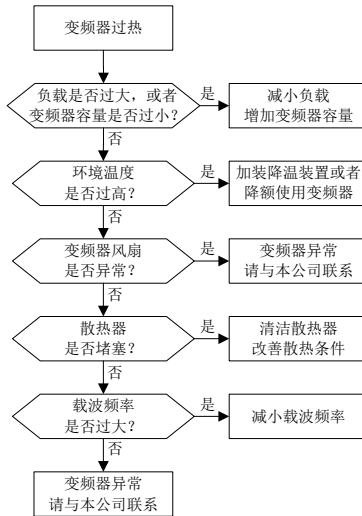 变频器过热
负载是否过大，或者
变频器容量是否过小？
是
减小负载
增加变频器容量
否
环境温度
是否过高？
是
加装降温装置或者
降额使用变频器
否
变频器风扇
是否异常？
是
变频器异常
请与本公司联系
否
散热器
是否堵塞？
是
清洁散热器
改善散热条件
否
载波频率
是否过大？
是
减小载波频率
否
变频器异常
请与本公司联系